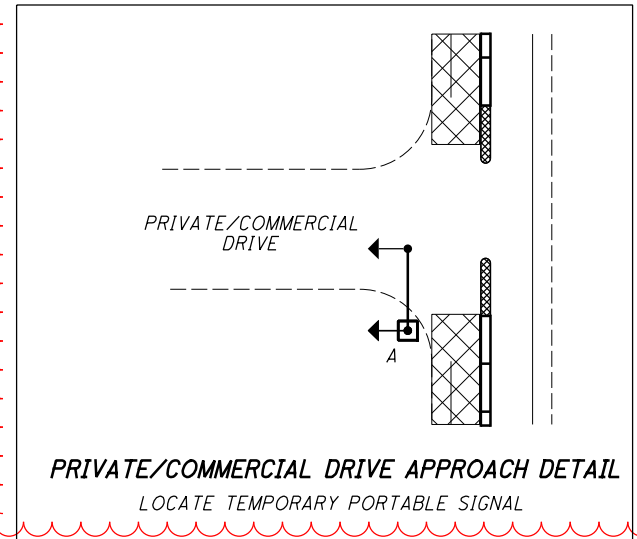 PRIVATE/COMMERCIAL
DRIVE
A
PRIVATE/COMMERCIAL DRIVE APPROACH DETAIL
LOCATE TEMPORARY PORTABLE SIGNAL